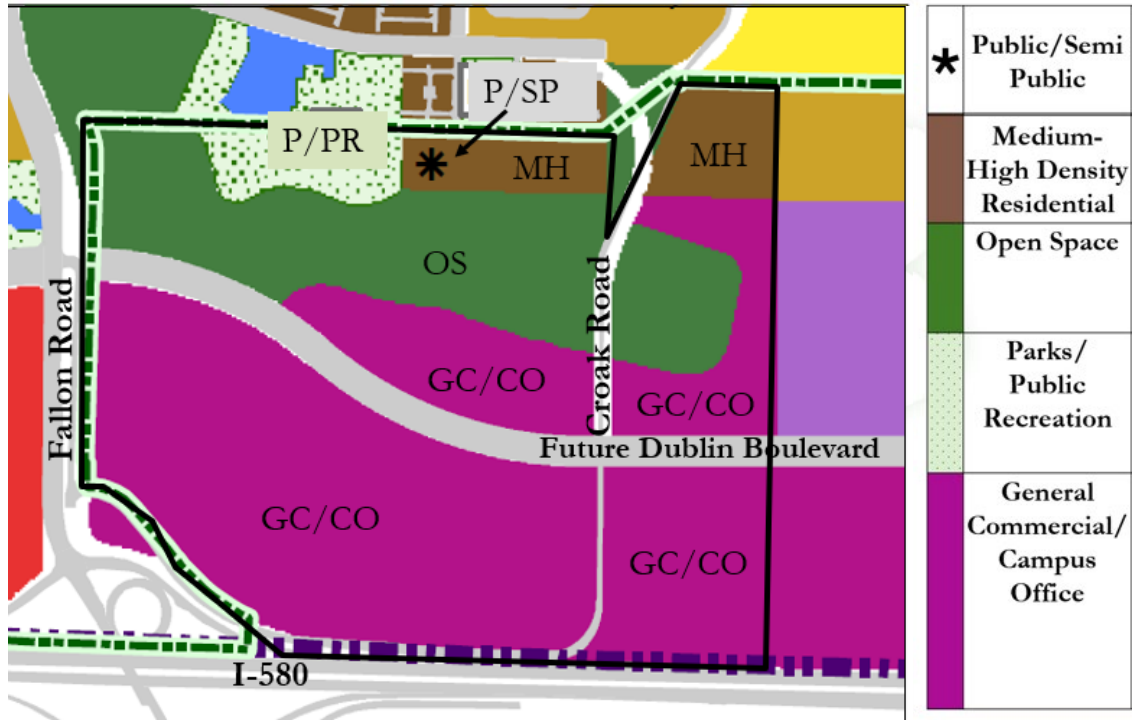 P/SP
P/PR
MH
MH
OS
Fallon Road
Croak Road
GC/CO
GC/CO
Future Dublin Boulevard
GC/CO
GC/CO
I-580
*
Public/Semi
Public
Medium-
High Density
Residential
Open Space
Parks/
Public
Recreation
General
Commercial/
Campus
Office